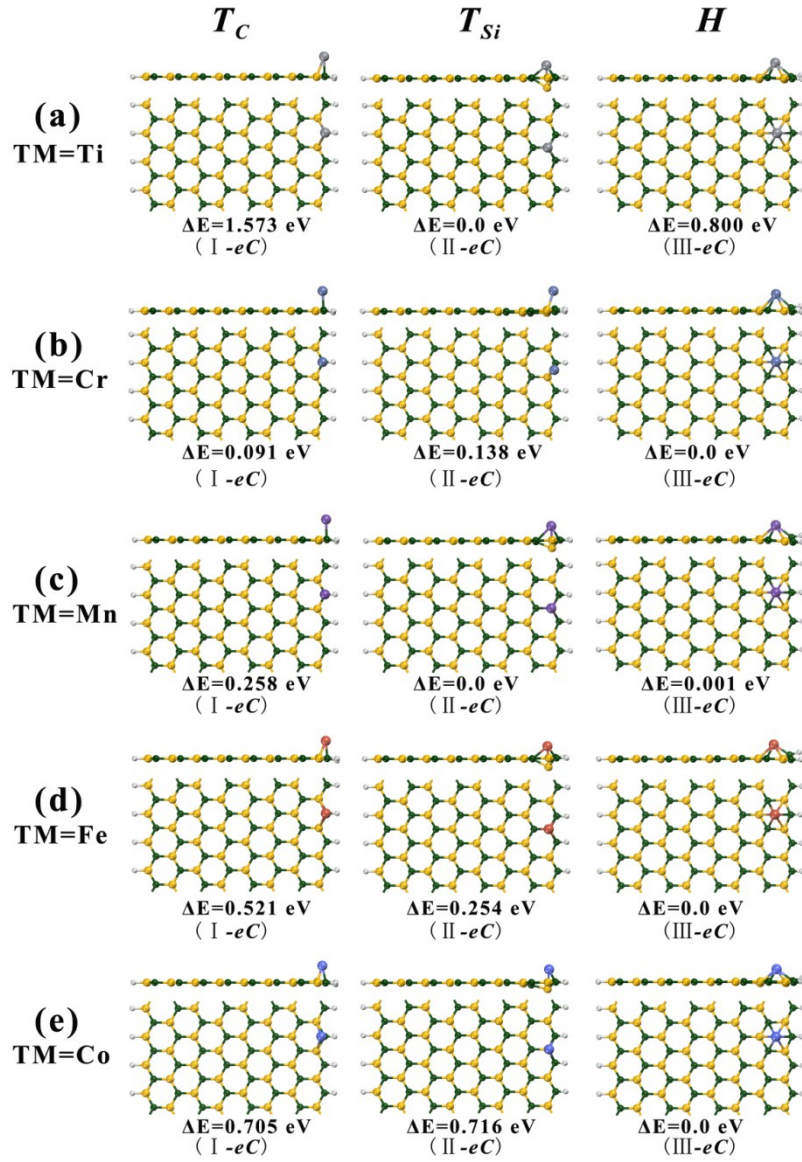 T_C T_Si H
(a)
TM=Ti
ΔE=1.573 eV ΔE=0.0 eV ΔE=0.800 eV
(Ⅰ-eC) (Ⅱ-eC) (Ⅲ-eC)
(b)
TM=Cr
ΔE=0.091 eV ΔE=0.138 eV ΔE=0.0 eV
(Ⅰ-eC) (Ⅱ-eC) (Ⅲ-eC)
(c)
TM=Mn
ΔE=0.258 eV ΔE=0.0 eV ΔE=0.001 eV
(Ⅰ-eC) (Ⅱ-eC) (Ⅲ-eC)
(d)
TM=Fe
ΔE=0.521 eV ΔE=0.254 eV ΔE=0.0 eV
(Ⅰ-eC) (Ⅱ-eC) (Ⅲ-eC)
(e)
TM=Co
ΔE=0.705 eV ΔE=0.716 eV ΔE=0.0 eV
(Ⅰ-eC) (Ⅱ-eC) (Ⅲ-eC)